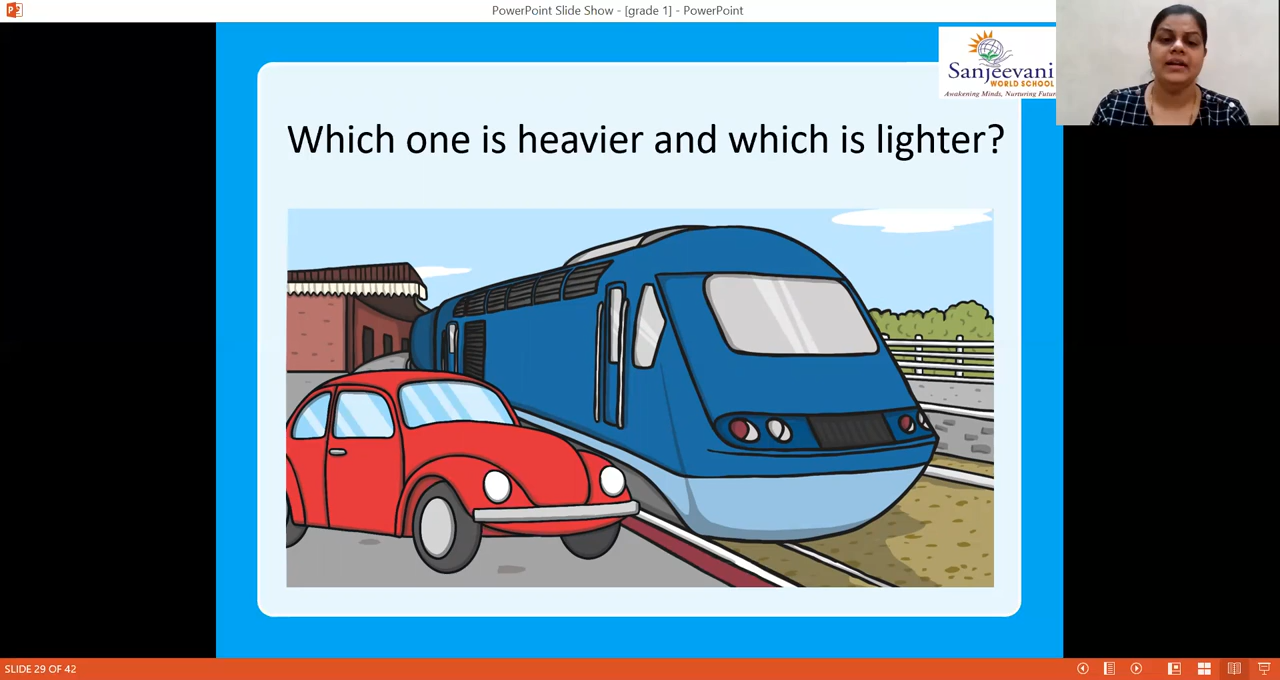 PowerPoint Slide Show - [grade 1] - PowerPoint
Sanjeevani
WORLD SCHOOL
Awakening Minds, Nurturing Futur
Which one is heavier and which is lighter?
SLIDE 29 OF 42